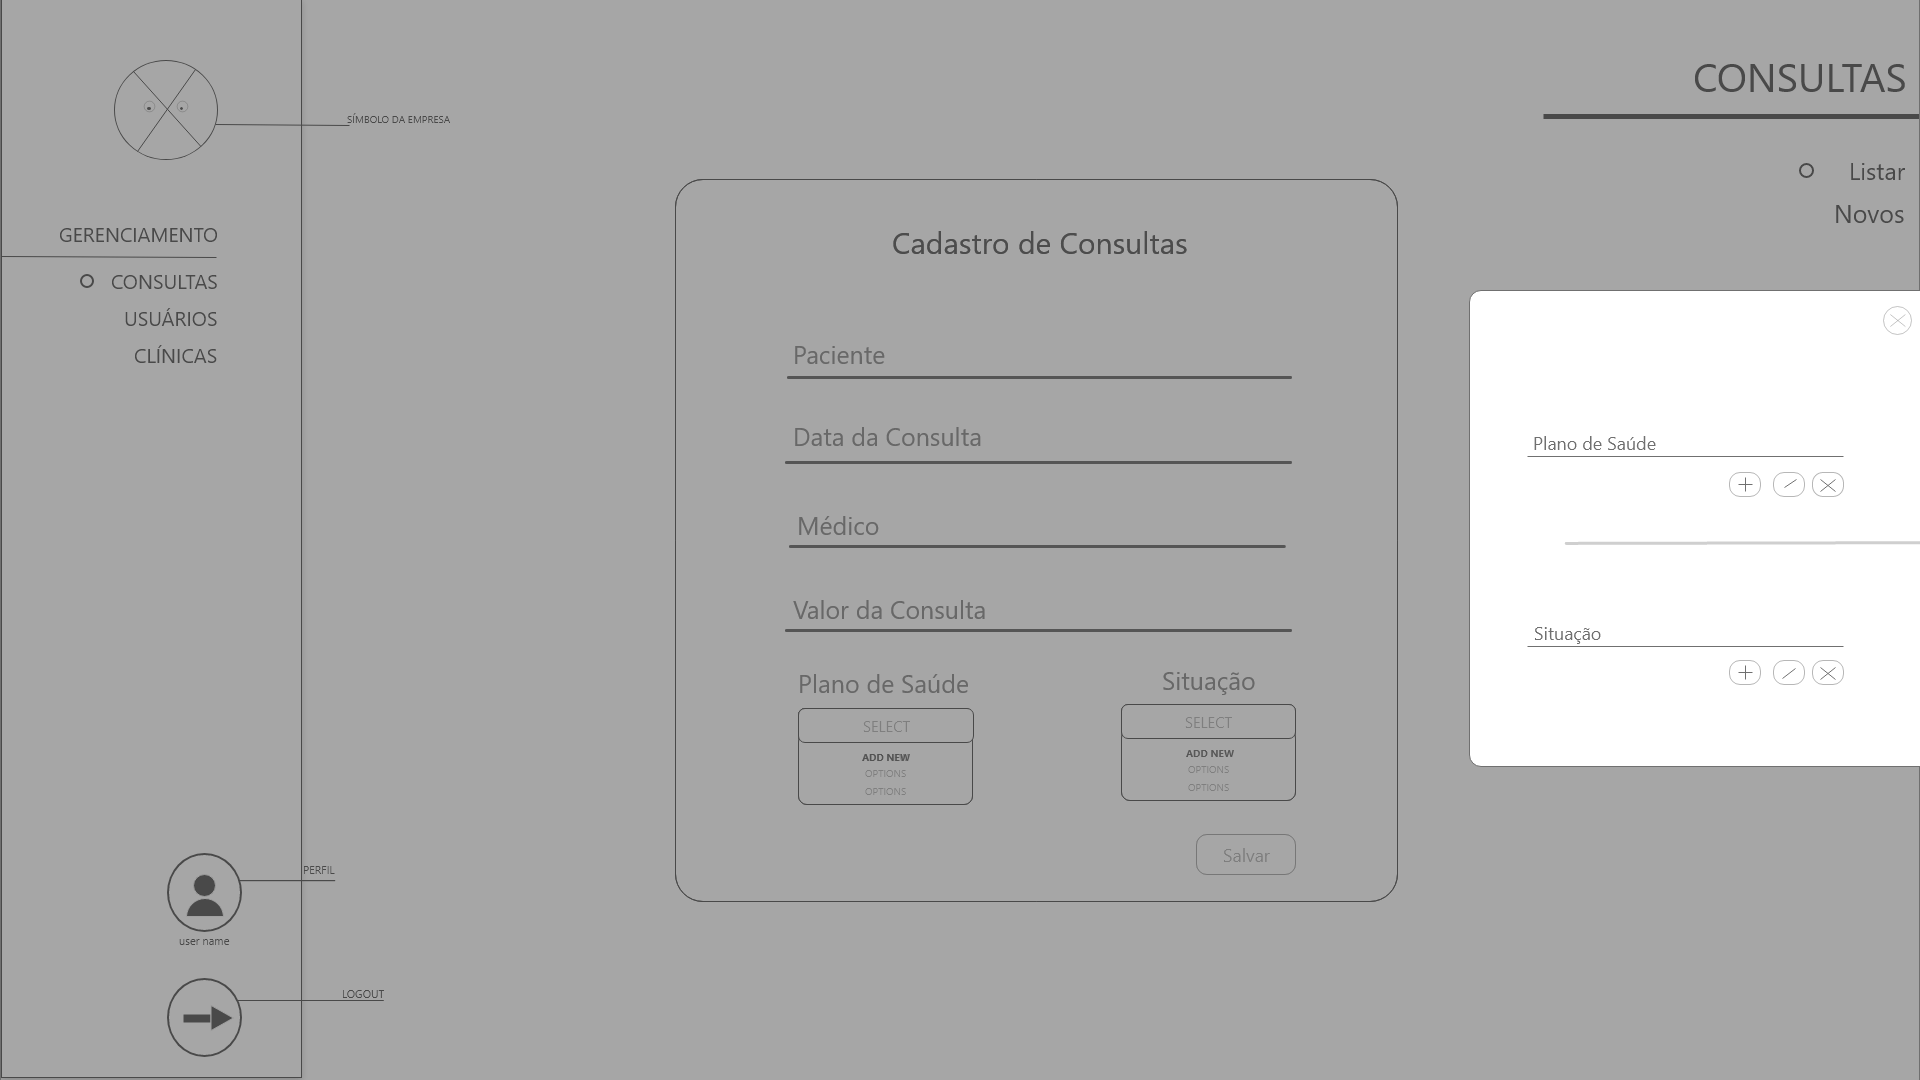 SÍMBOLO DA EMPRESA
GERENCIAMENTO
CONSULTAS
USUÁRIOS
CLÍNICAS
PERFIL
user name
LOGOUT
Cadastro de Consultas
Paciente
Data da Consulta
Médico
Valor da Consulta
Plano de Saúde
SELECT
ADD NEW
OPTIONS
OPTIONS
Situação
SELECT
ADD NEW
OPTIONS
OPTIONS
Salvar
CONSULTAS
Listar
Novos
Plano de Saúde
Situação